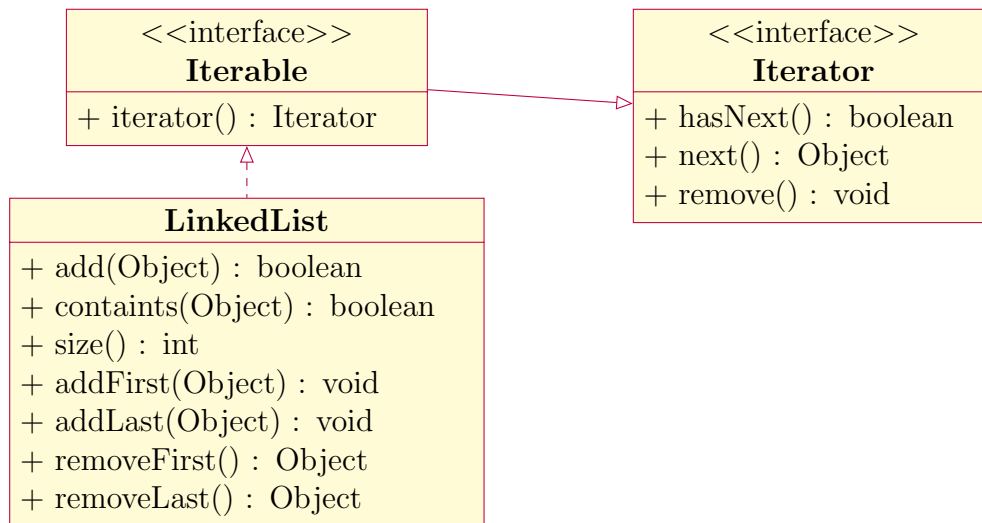 <<interface>>
Iterable
+ iterator() : Iterator
<<interface>>
Iterator
+ hasNext() : boolean
+ next() : Object
+ remove() : void
LinkedList
+ add(Object) : boolean
+ containts(Object) : boolean
+ size() : int
+ addFirst(Object) : void
+ addLast(Object) : void
+ removeFirst() : Object
+ removeLast() : Object